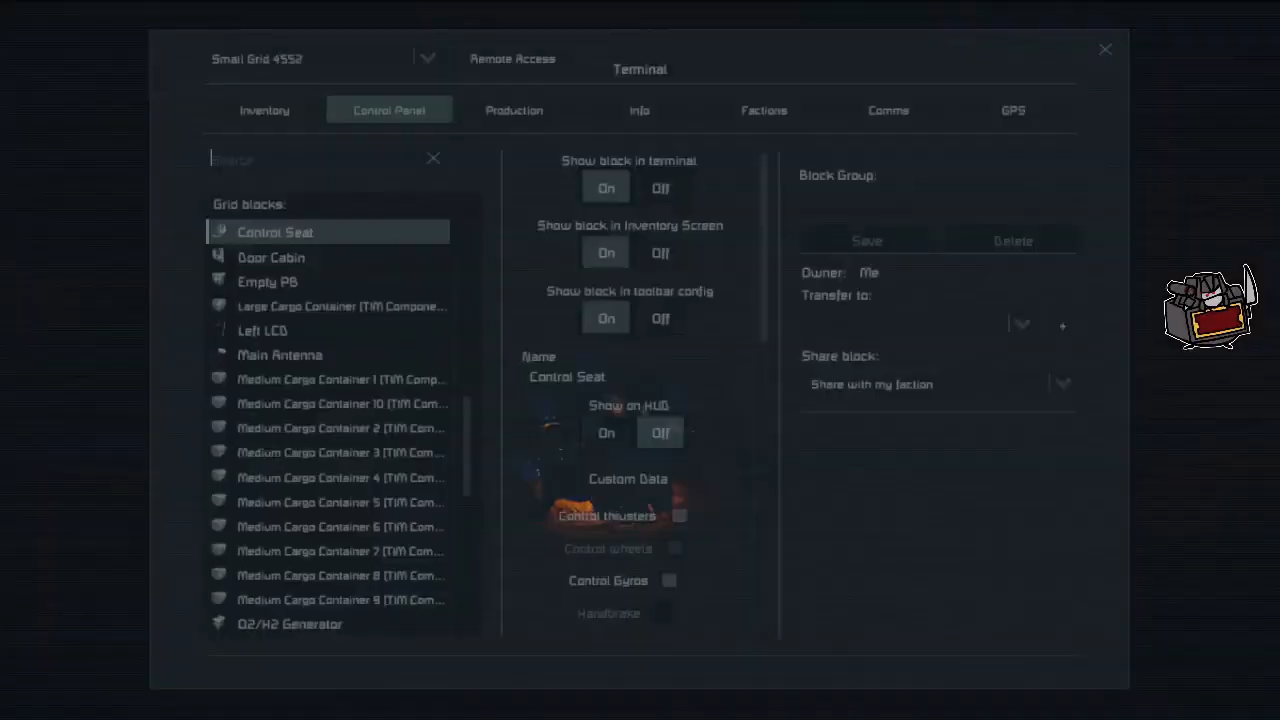 Small Grid 4552
Remote Access
Terminal
Inventory
Control Panel
Production
Info
Factions
Comms
GPS
Search
Grid blocks:
Control Seat
Door Cabin
Empty PB
Large Cargo Container [TIM Compone...
Left LCD
Main Antenna
Medium Cargo Container 1 [TIM Comp...
Medium Cargo Container 10 [TIM Com...
Medium Cargo Container 2 [TIM Com...
Medium Cargo Container 3 [TIM Com...
Medium Cargo Container 4 [TIM Com...
Medium Cargo Container 5 [TIM Com...
Medium Cargo Container 6 [TIM Com...
Medium Cargo Container 7 [TIM Com...
Medium Cargo Container 8 [TIM Com...
Medium Cargo Container 9 [TIM Com...
O2/H2 Generator
Show block in terminal
On Off
Show block in Inventory Screen
On Off
Show block in toolbar config
On Off
Name
Control Seat
Show on HUD
On Off
Custom Data
Control thrusters
Control wheels
Control Gyros
Handbrake
Block Group:
Save Delete
Owner: Me
Transfer to:
Share block:
Share with my faction